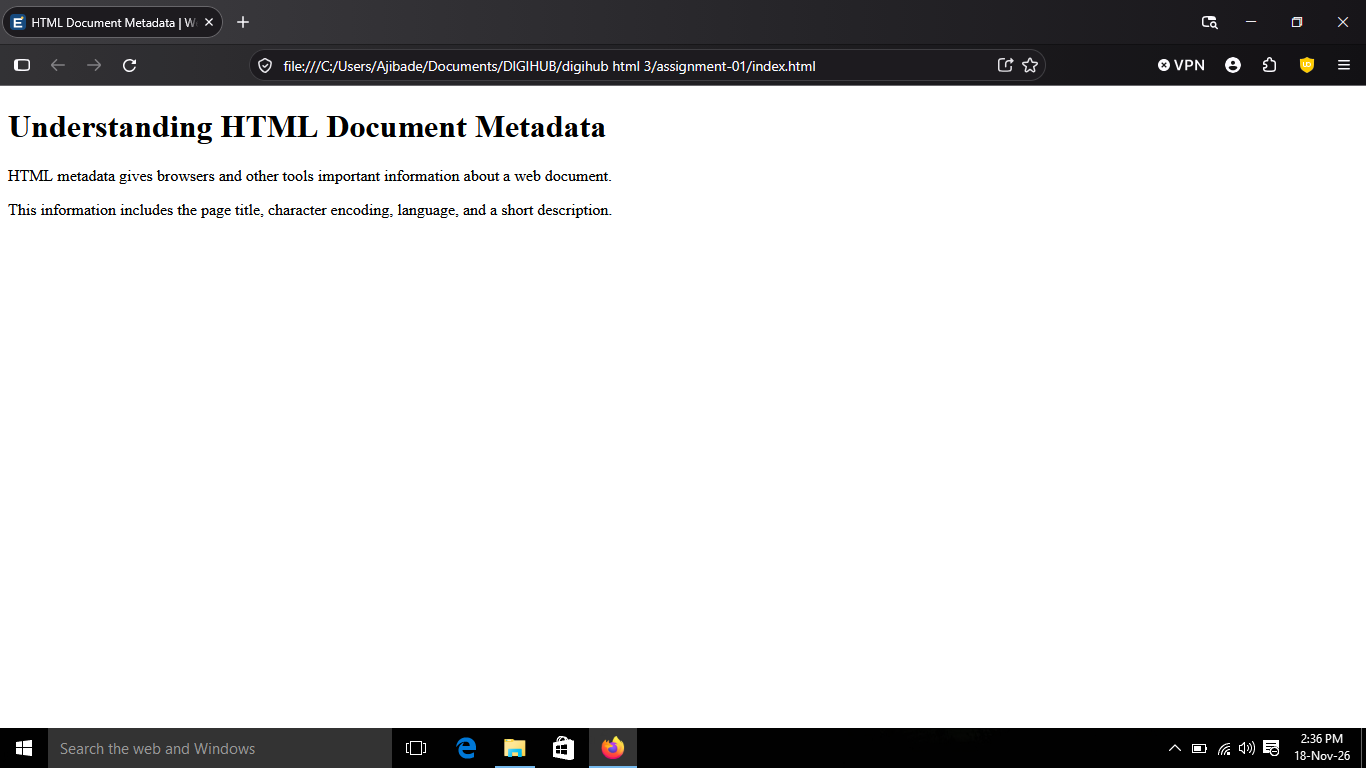 E HTML Document Metadata | W
file:///C:/Users/Ajibade/Documents/DIGIHUB/digihub html 3/assignment-01/index.html
VPN
Understanding HTML Document Metadata
HTML metadata gives browsers and other tools important information about a web document.
This information includes the page title, character encoding, language, and a short description.
Search the web and Windows
2:36 PM
18-Nov-26